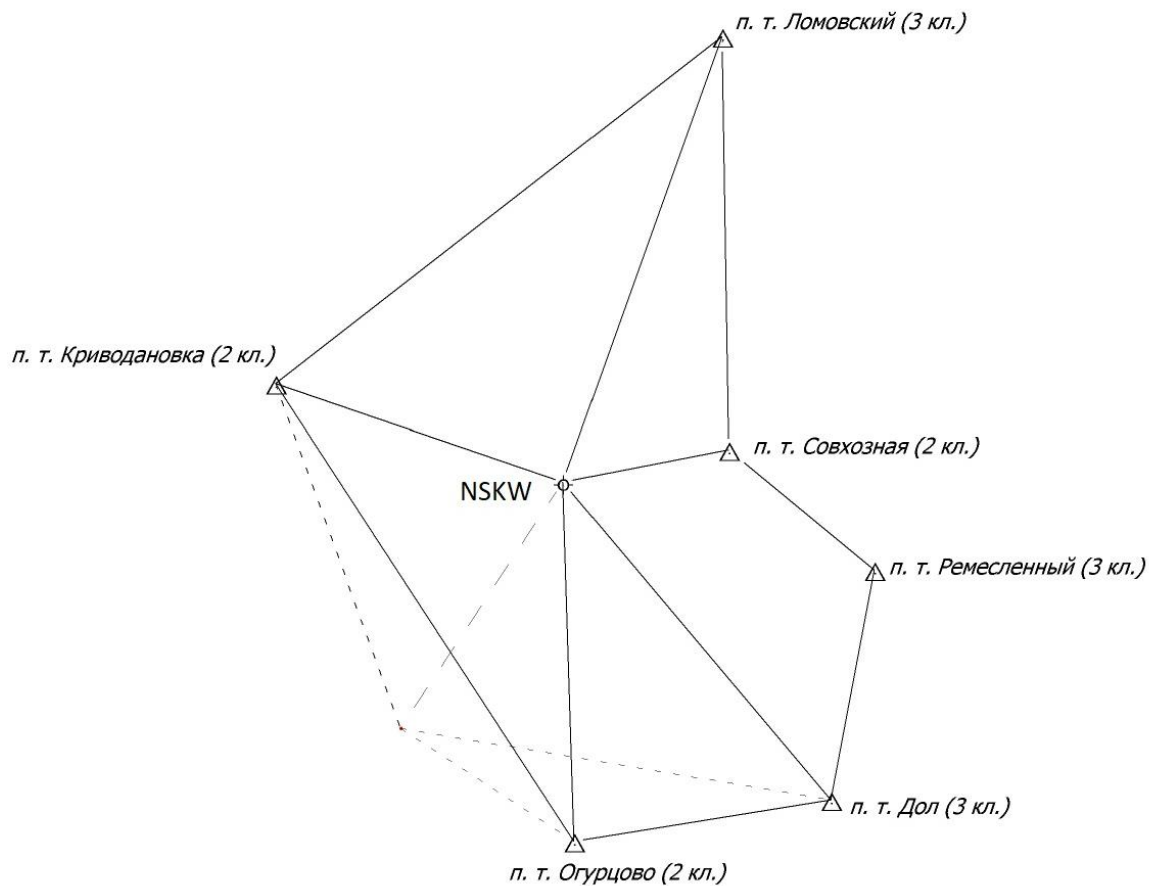 п. т. Ломовский (3 кл.)
п. т. Криводановка (2 кл.)
п. т. Совхозная (2 кл.)
NSKW
п. т. Ремесленный (3 кл.)
п. т. Дол (3 кл.)
п. т. Огурцово (2 кл.)